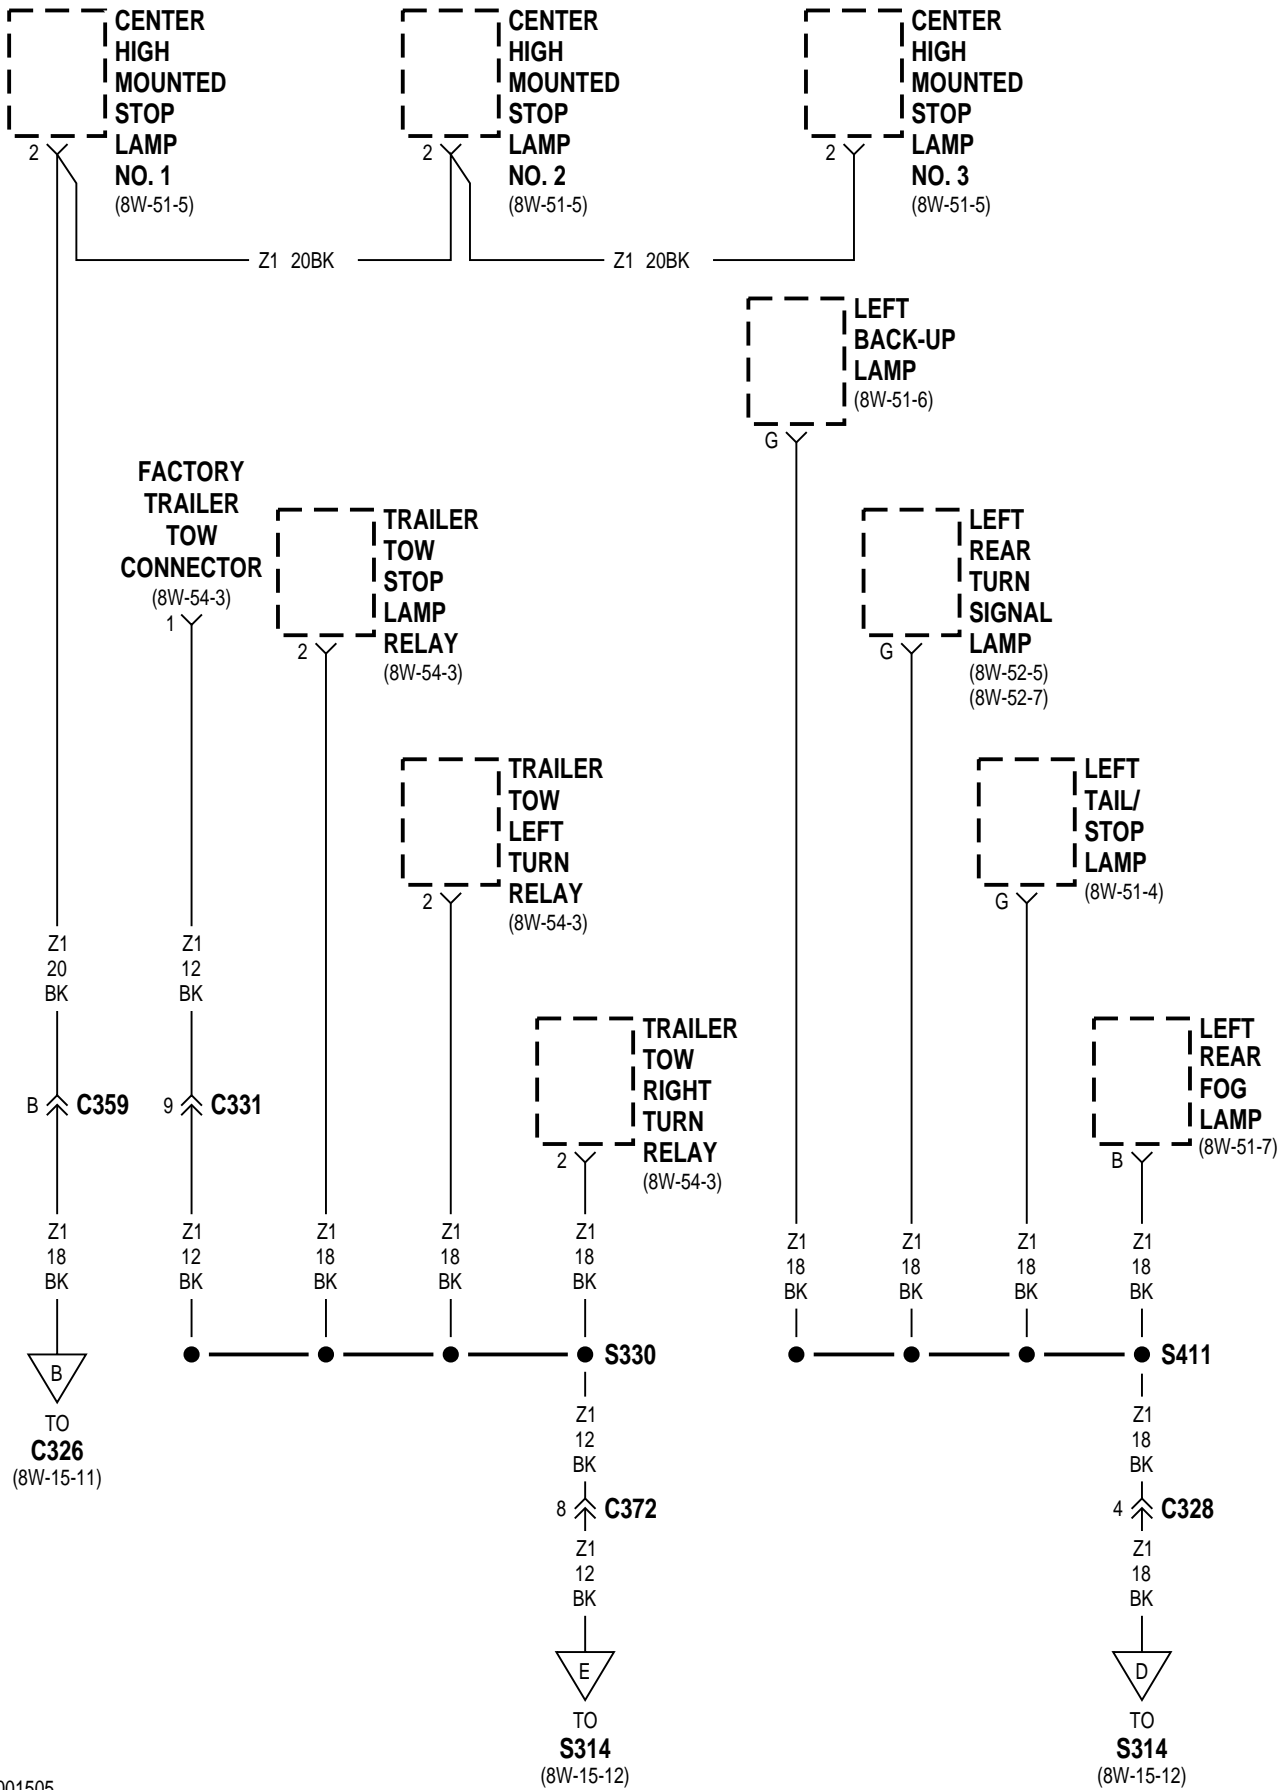 CENTER
HIGH
MOUNTED
STOP
LAMP
NO. 1
(8W-51-5)
2
CENTER
HIGH
MOUNTED
STOP
LAMP
NO. 2
(8W-51-5)
2
CENTER
HIGH
MOUNTED
STOP
LAMP
NO. 3
(8W-51-5)
2
Z1 20BK
Z1 20BK
LEFT
BACK-UP
LAMP
(8W-51-6)
G
FACTORY
TRAILER
TOW
CONNECTOR
(8W-54-3)
1
TRAILER
TOW
STOP
LAMP
RELAY
(8W-54-3)
2
LEFT
REAR
TURN
SIGNAL
LAMP
(8W-52-5)
(8W-52-7)
G
TRAILER
TOW
LEFT
TURN
RELAY
(8W-54-3)
2
LEFT
TAIL/
STOP
LAMP
(8W-51-4)
G
Z1
20
BK
Z1
12
BK
TRAILER
TOW
RIGHT
TURN
RELAY
(8W-54-3)
2
LEFT
REAR
FOG
LAMP
(8W-51-7)
B
B C359
9 C331
Z1
18
BK
Z1
12
BK
Z1
18
BK
Z1
18
BK
Z1
18
BK
Z1
18
BK
Z1
18
BK
Z1
18
BK
Z1
18
BK
S330
S411
B
TO
C326
(8W-15-11)
Z1
12
BK
8 C372
Z1
12
BK
E
TO
S314
(8W-15-12)
Z1
18
BK
4 C328
Z1
18
BK
D
TO
S314
(8W-15-12)